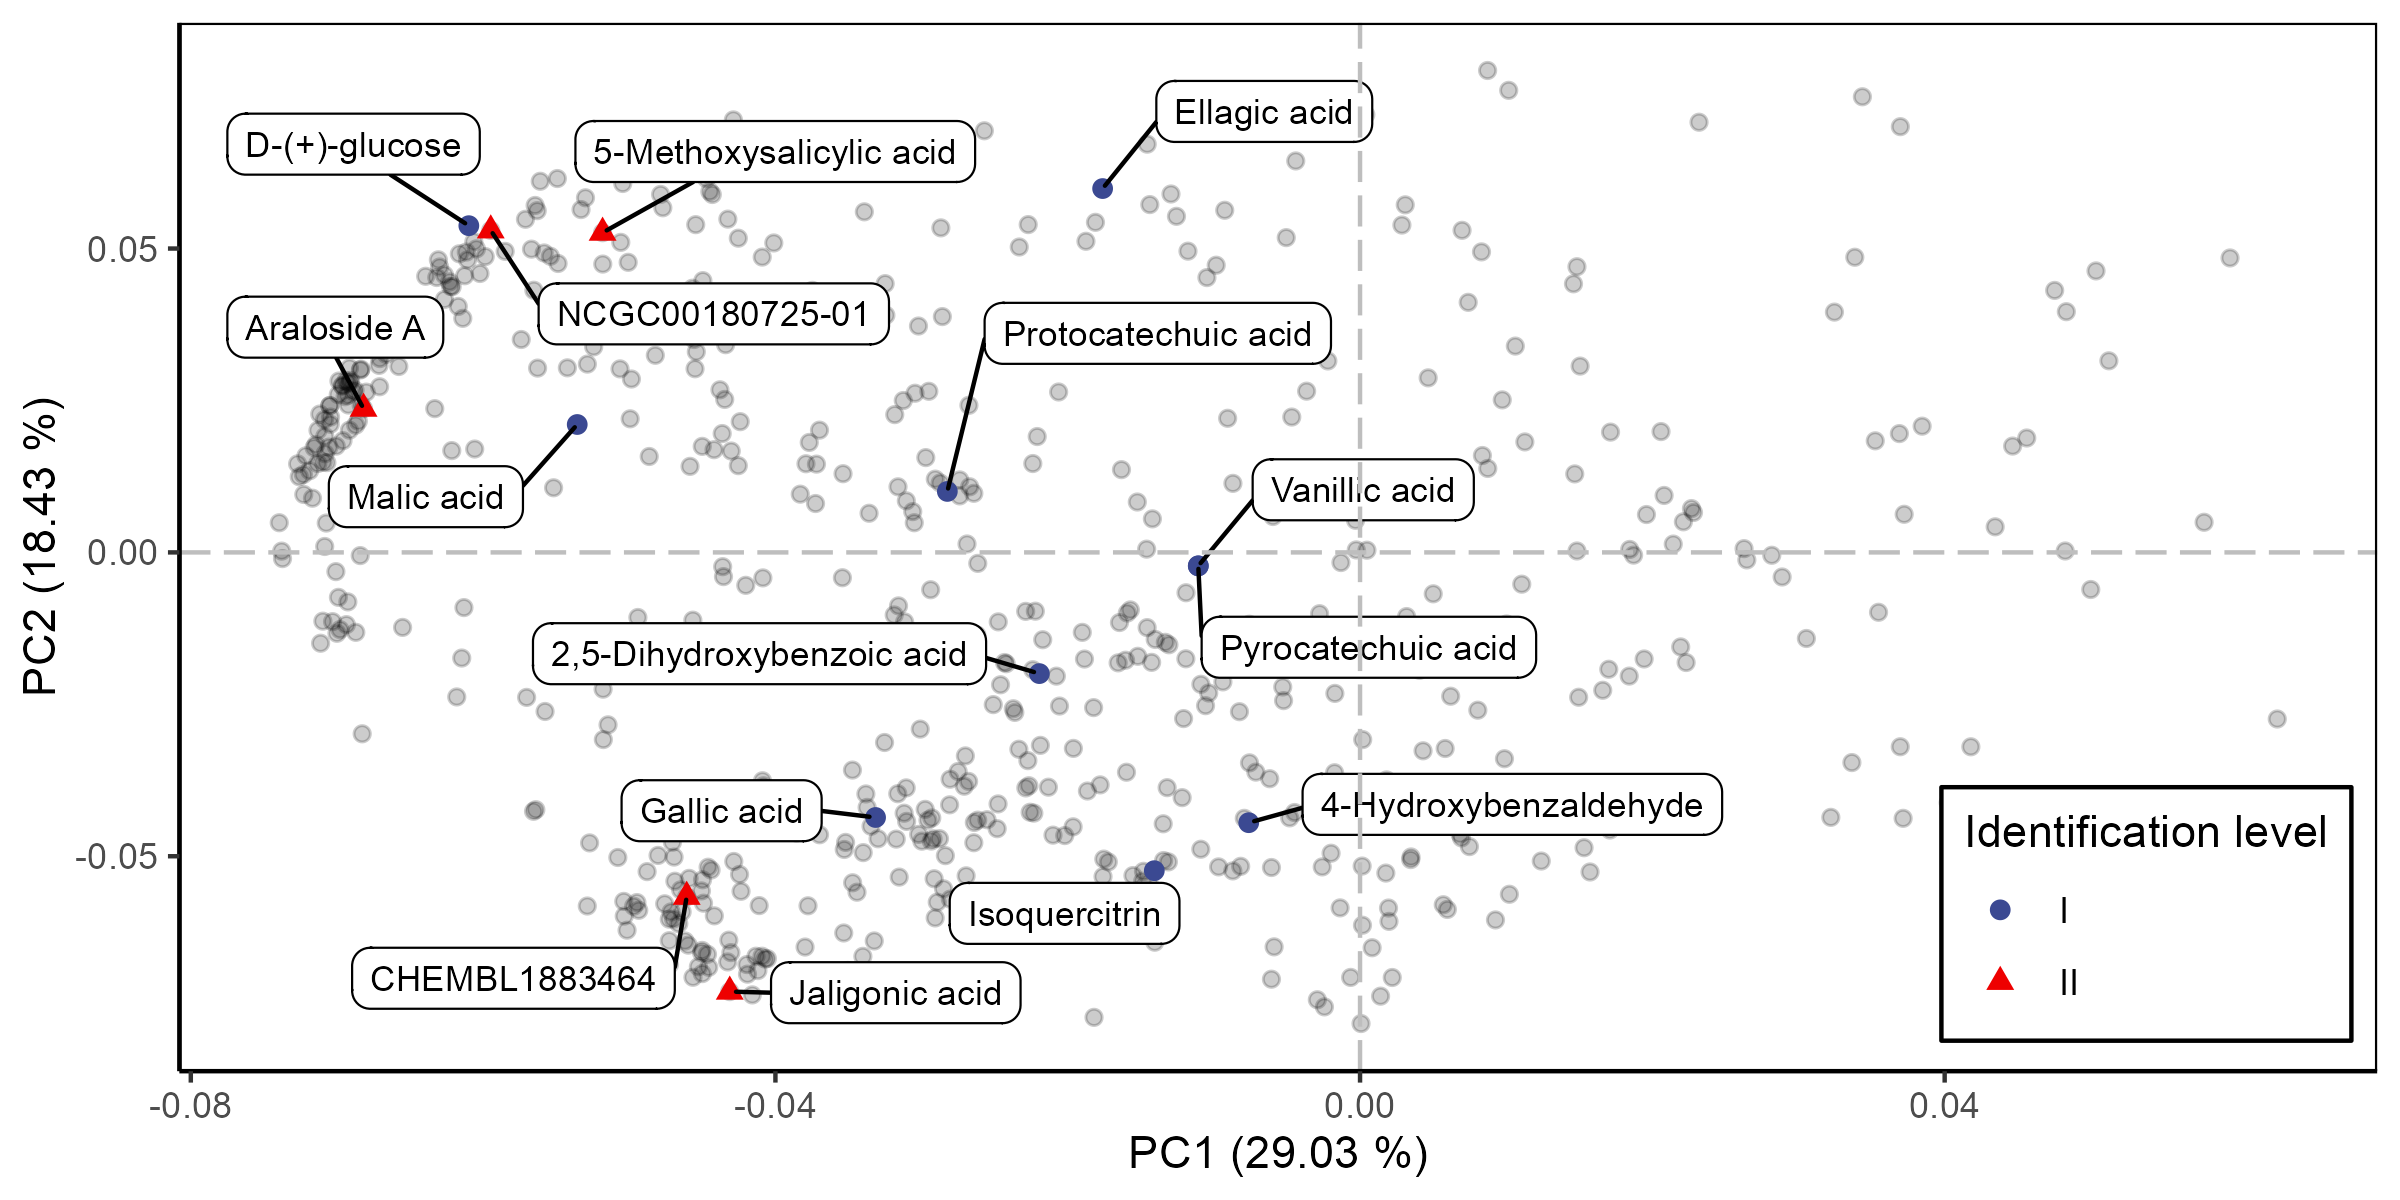 D-(+)-glucose
5-Methoxysalicylic acid
Ellagic acid
NCGC00180725-01
Araloside A
Protocatechuic acid
Malic acid
Vanillic acid
2,5-Dihydroxybenzoic acid
Pyrocatechuic acid
Gallic acid
4-Hydroxybenzaldehyde
Isoquercitrin
CHEMBL1883464
Jaligonic acid
0.05
0.00
-0.05
PC2 (18.43 %)
-0.08
-0.04
0.00
0.04
PC1 (29.03 %)
Identification level
I
II